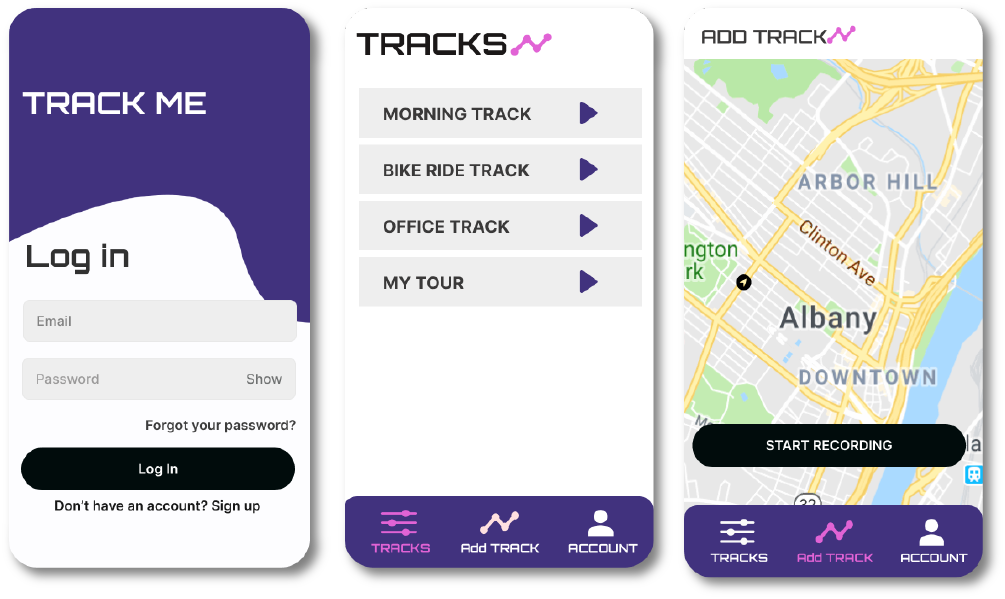 TRACK ME
Log in
Email
Password Show
Forgot your password?
Log In
Don't have an account? Sign up
TRACKS
MORNING TRACK
BIKE RIDE TRACK
OFFICE TRACK
MY TOUR
TRACKS Add TRACK ACCOUNT
ADD TRACK
ARBOR HILL
Clinton Ave
ngton
rk
Albany
DOWNTOWN
START RECORDING
la
32
TRACKS Add TRACK ACCOUNT